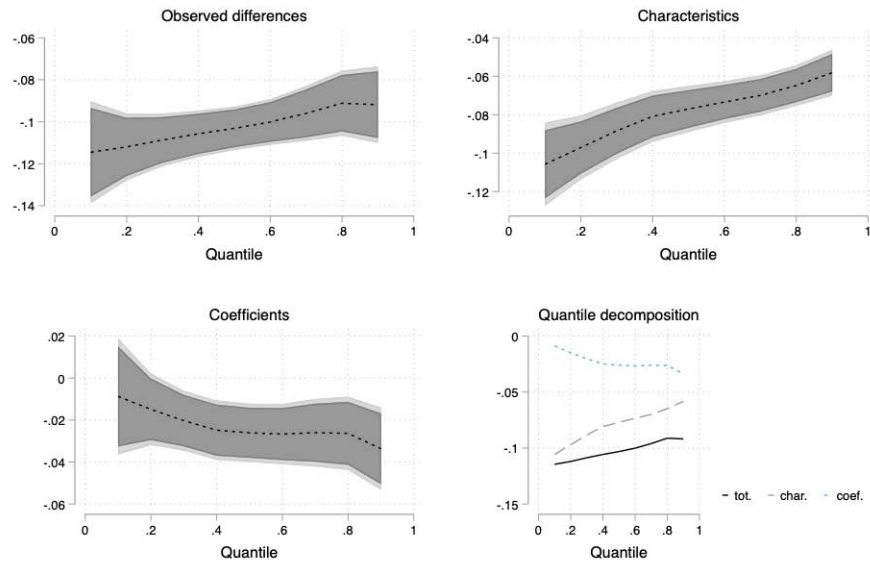 Observed differences
-.06
-.08
-.1
-.12
-.14
0 .2 .4 .6 .8 1
Quantile
Characteristics
-.04
-.06
-.08
-.1
-.12
0 .2 .4 .6 .8 1
Quantile
Coefficients
.02
0
-.02
-.04
-.06
0 .2 .4 .6 .8 1
Quantile
Quantile decomposition
0
-.05
-.1
-.15
0 .2 .4 .6 .8 1
Quantile
tot. char. coef.